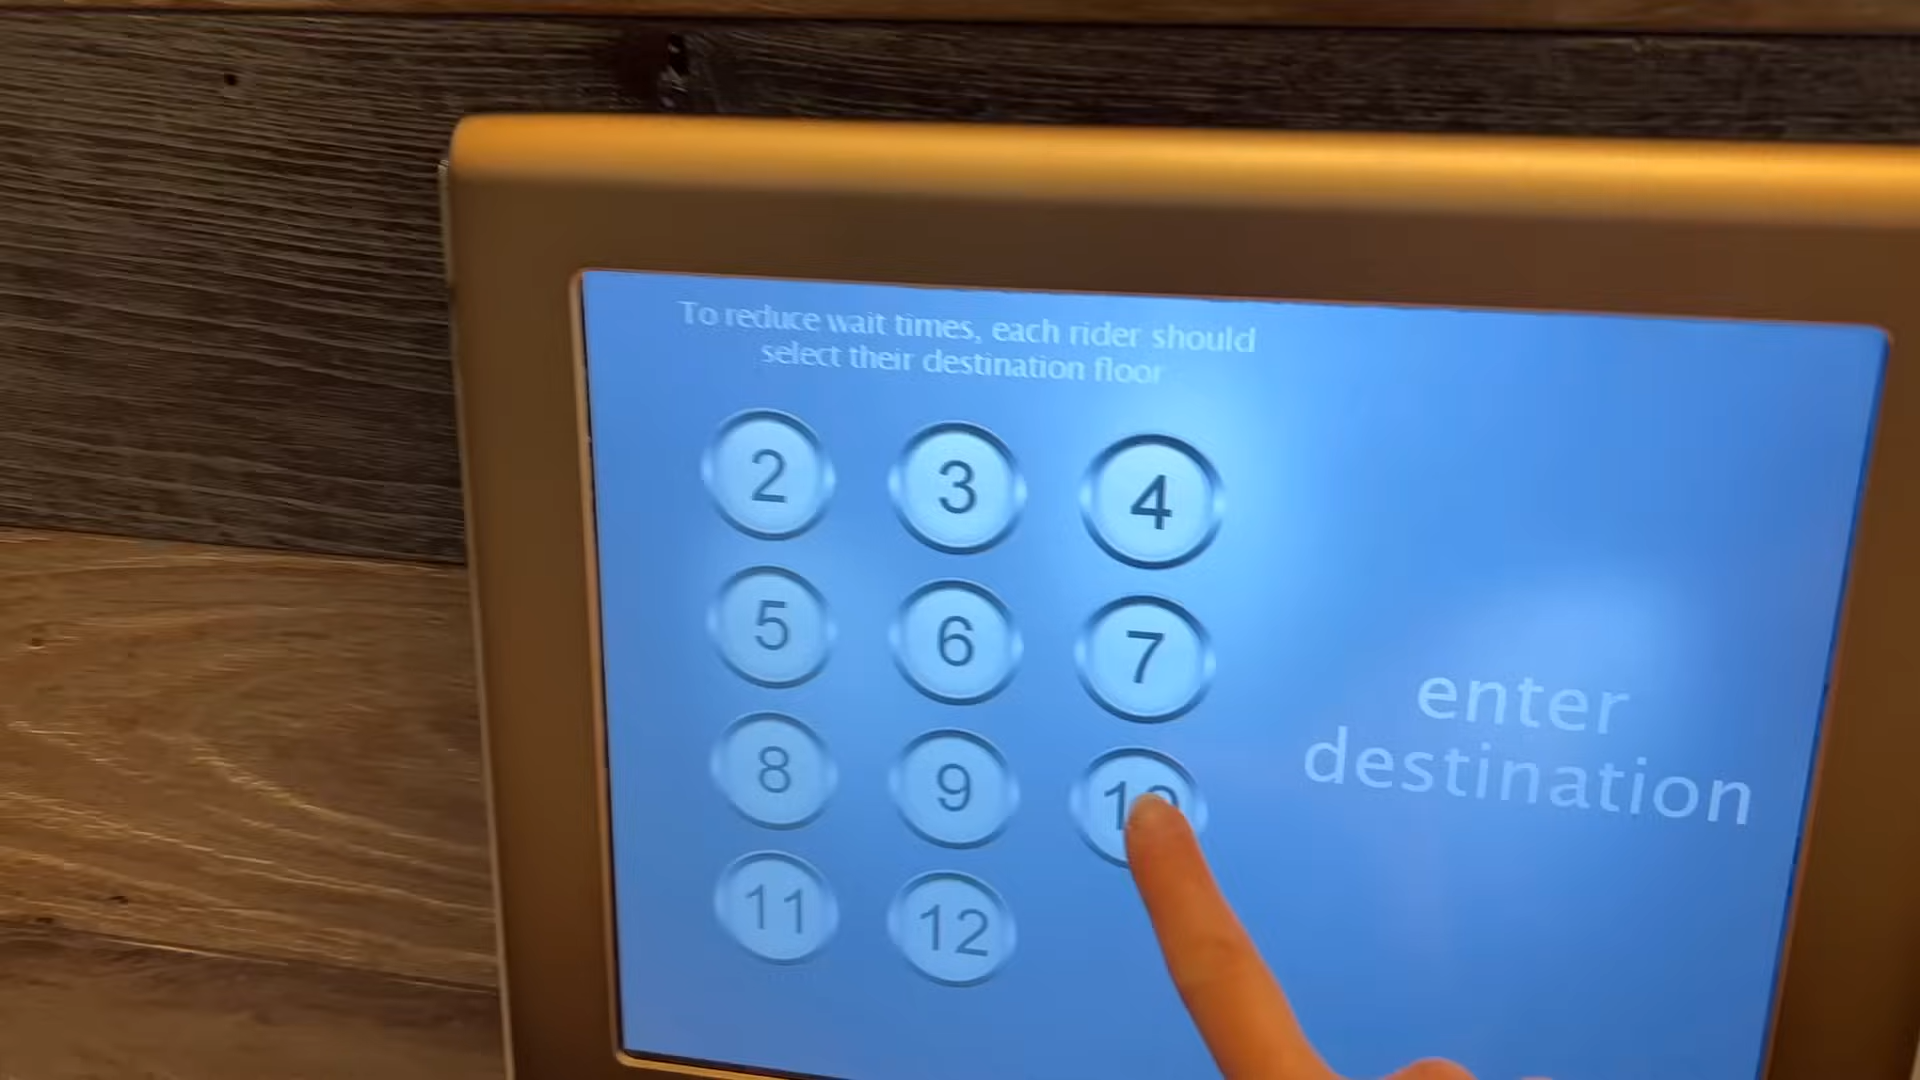 To reduce wait times, each rider should
select their destination floor
2 3 4
5 6 7
8 9 10
11 12
enter
destination